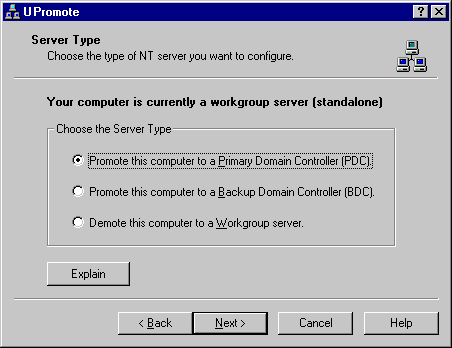 U Promote
Server Type
Choose the type of NT server you want to configure.
Your computer is currently a workgroup server (standalone)
Choose the Server Type
Promote this computer to a Primary Domain Controller (PDC).
Promote this computer to a Backup Domain Controller (BDC).
Demote this computer to a Workgroup server.
Explain
< Back
Next >
Cancel
Help